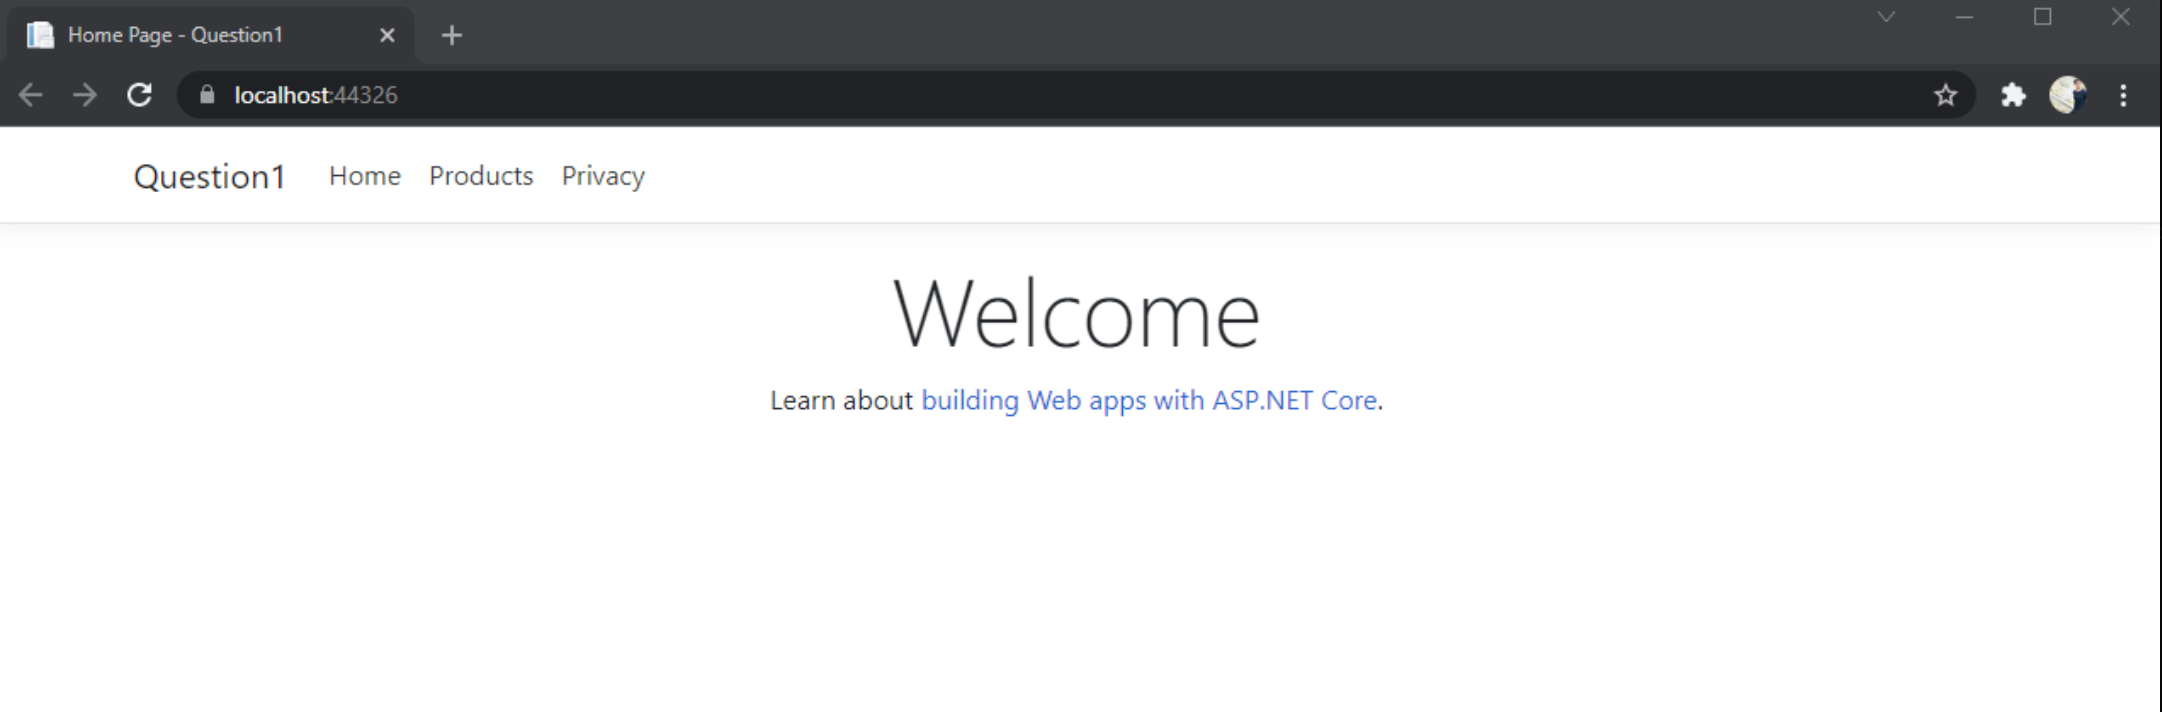 Home Page - Question1
localhost:44326
Question1 Home Products Privacy
Welcome
Learn about building Web apps with ASP.NET Core.